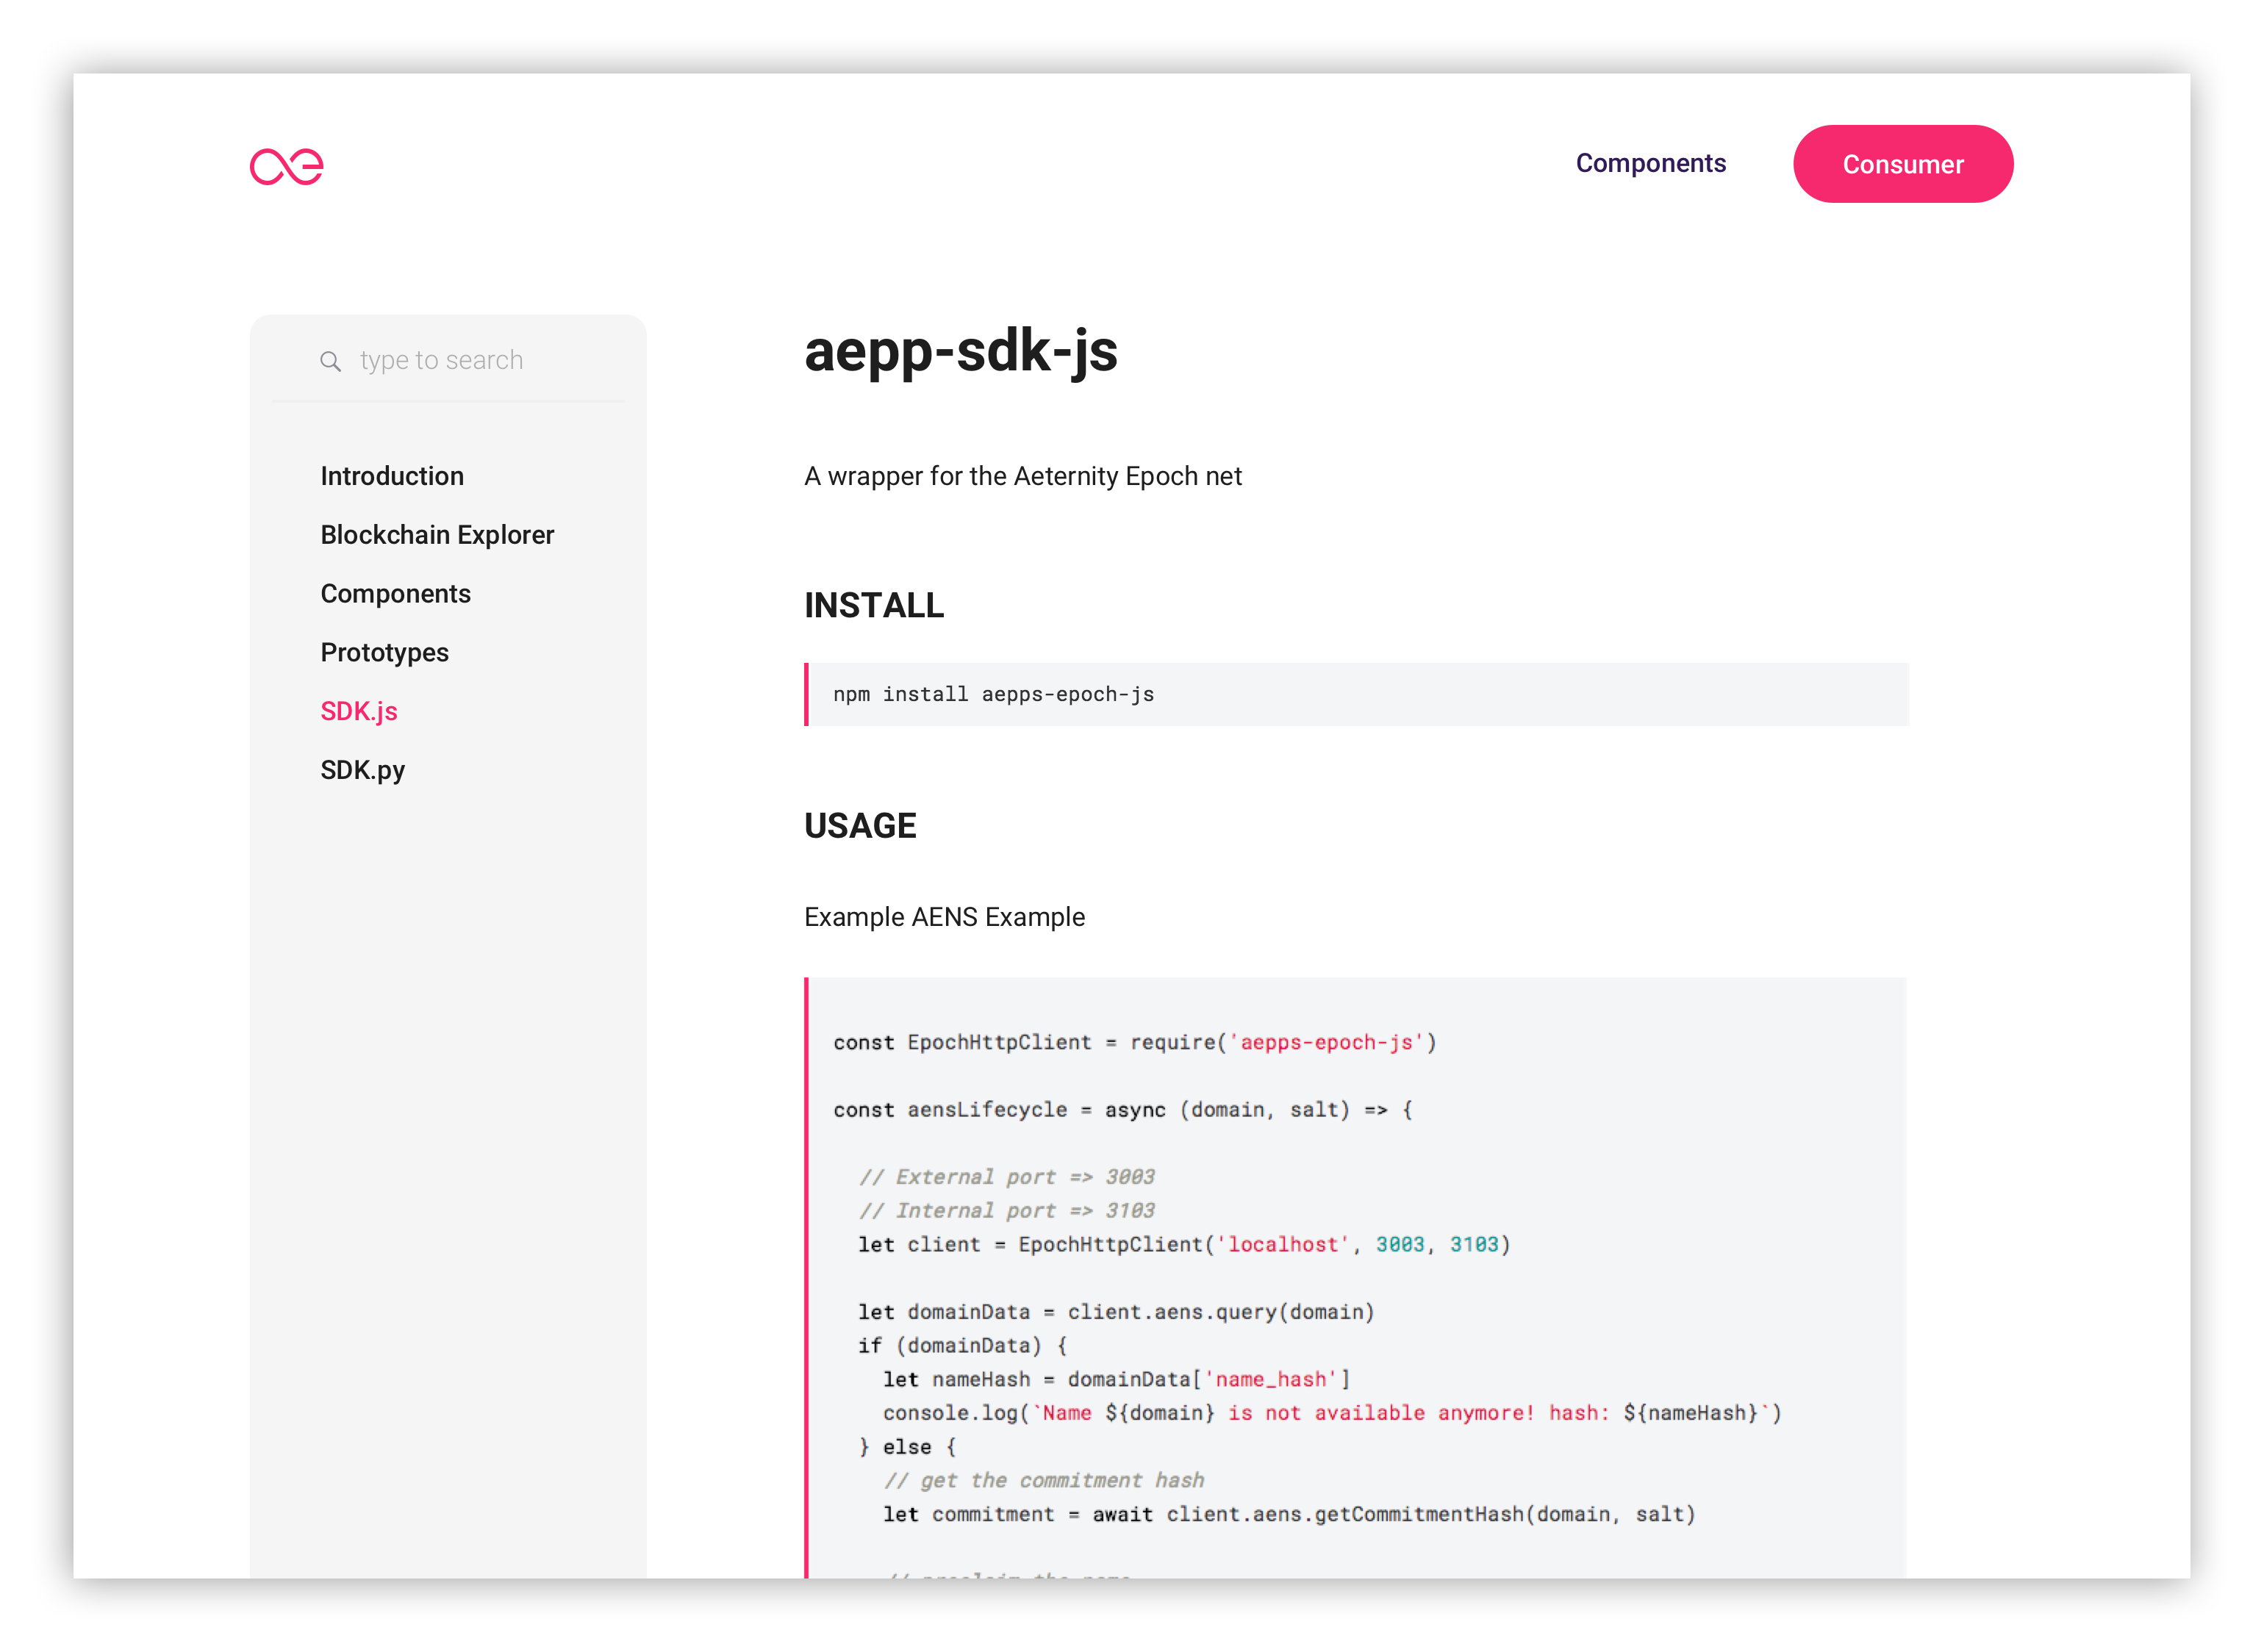 Components
Consumer
type to search
Introduction
Blockchain Explorer
Components
Prototypes
SDK.js
SDK.py
aepp-sdk-js
A wrapper for the Aeternity Epoch net
INSTALL
npm install aepps-epoch-js
USAGE
Example AENS Example
const EpochHttpClient = require('aepps-epoch-js')
const aensLifecycle = async (domain, salt) => {
// External port => 3003
// Internal port => 3103
let client = EpochHttpClient('localhost', 3003, 3103)
let domainData = client.aens.query(domain)
if (domainData) {
let nameHash = domainData['name_hash']
console.log(`Name ${domain} is not available anymore! hash: ${nameHash}`)
} else {
// get the commitment hash
let commitment = await client.aens.getCommitmentHash(domain, salt)